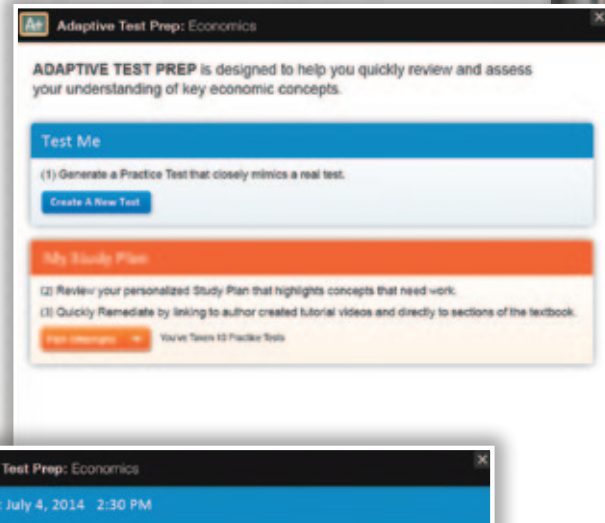 A+ Adaptive Test Prep: Economics
ADAPTIVE TEST PREP is designed to help you quickly review and assess
your understanding of key economic concepts.
Test Me
(1) Generate a Practice Test that closely mimics a real test.
Create A New Test
My Study Plan
(2) Review your personalized Study Plan that highlights concepts that need work.
(3) Quickly Remediate by linking to author created tutorial videos and directly to sections of the textbook.
You've Taken 10 Practice Tests
Test Prep: Economics
July 4, 2014 2:30 PM